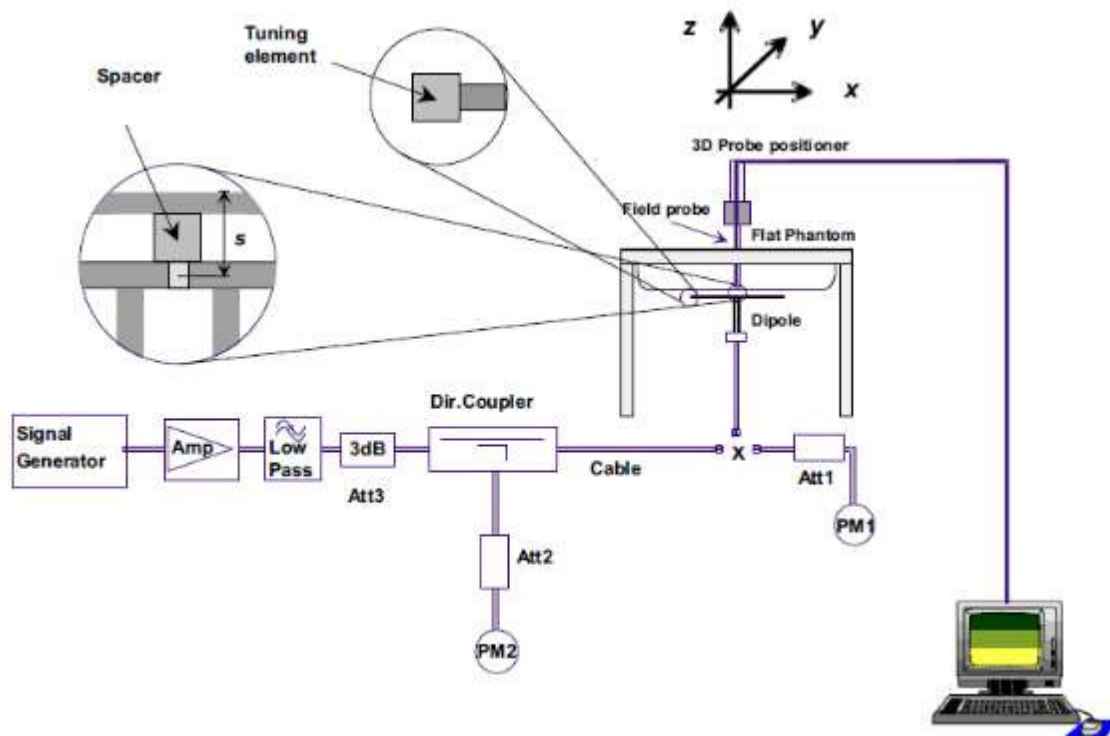 Tuning
element
Spacer
z
y
x
3D Probe positioner
Field probe
Flat Phantom
s
Dipole
Dir.Coupler
Signal
Generator
Amp
Low
Pass
3dB
Att3
Cable
X
Att1
PM1
Att2
PM2